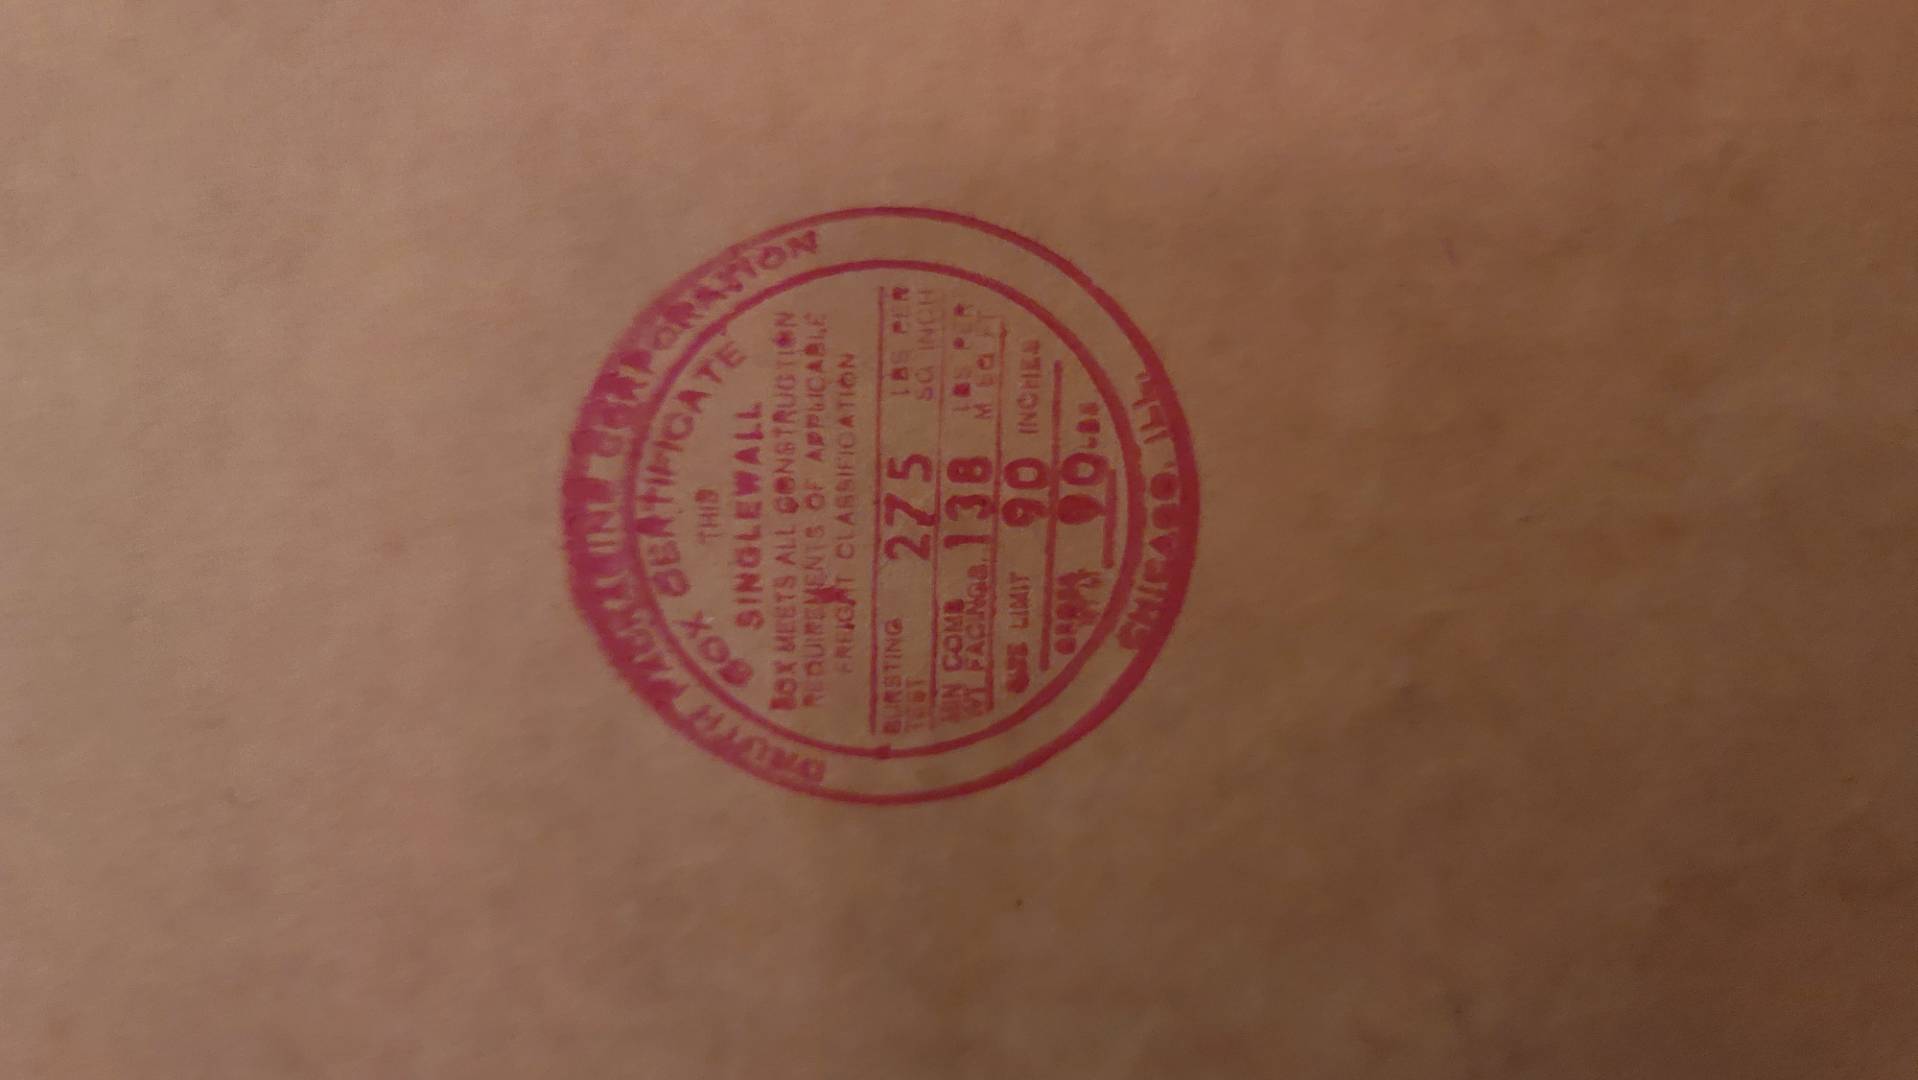 PACKAGING CORPORATION
BOX CERTIFICATE
THIS
SINGLEWALL
BOX MEETS ALL CONSTRUCTION
REQUIREMENTS OF APPLICABLE
FREIGHT CLASSIFICATION
BURSTING TEST 275 LBS PER SQ INCH
MIN COMB WT FACINGS 138 LBS PER M SQ FT
SIZE LIMIT 90 INCHES
GROSS WT 90 LBS
CHICAGO, ILL.